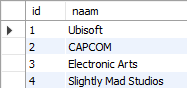 id naam
1 Ubisoft
2 CAPCOM
3 Electronic Arts
4 Slightly Mad Studios